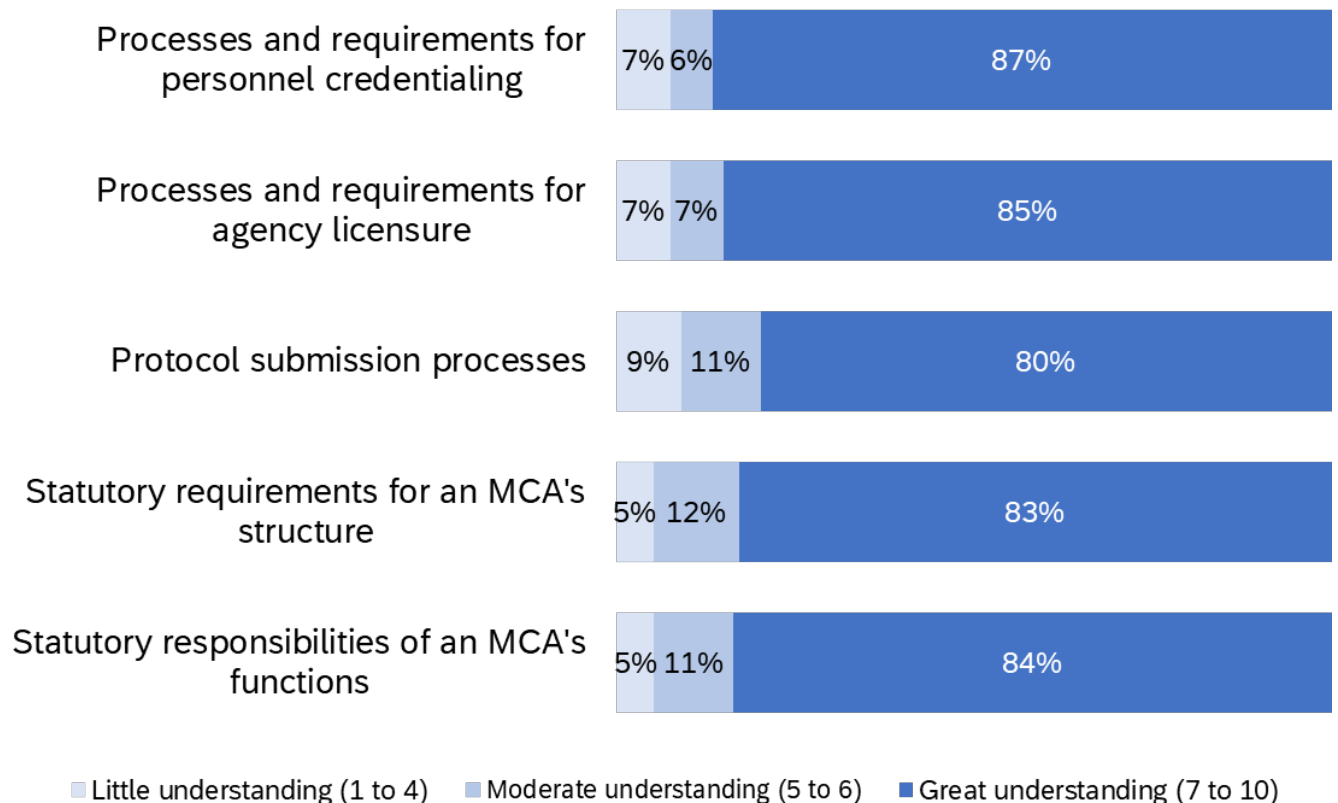 Processes and requirements for
personnel credentialing
7% 6% 87%
Processes and requirements for
agency licensure
7% 7% 85%
Protocol submission processes
9% 11% 80%
Statutory requirements for an MCA's
structure
5% 12% 83%
Statutory responsibilities of an MCA's
functions
5% 11% 84%
Little understanding (1 to 4) Moderate understanding (5 to 6) Great understanding (7 to 10)